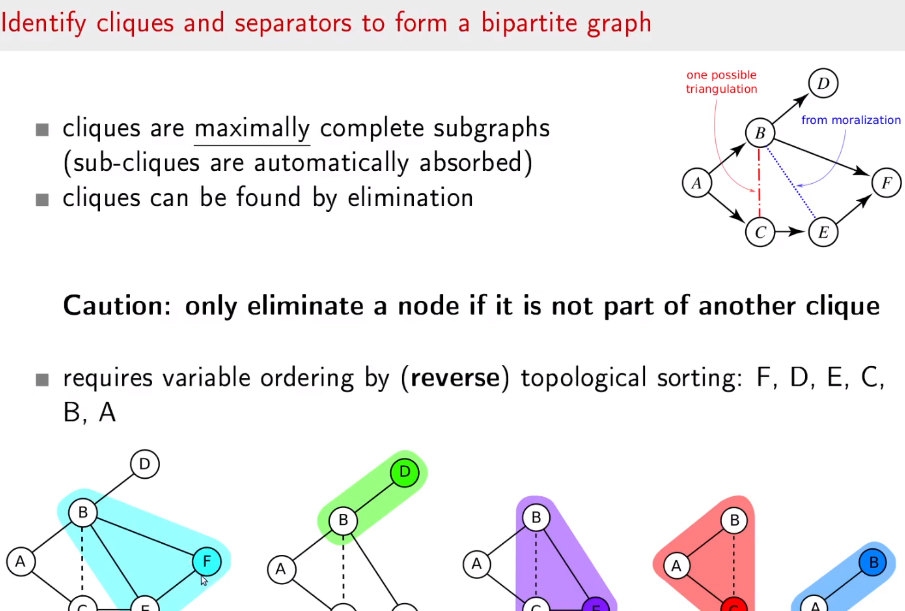 Identify cliques and separators to form a bipartite graph
one possible
triangulation
D
cliques are maximally complete subgraphs
from moralization
B
(sub-cliques are automatically absorbed)
A
F
cliques can be found by elimination
C
E
Caution: only eliminate a node if it is not part of another clique
requires variable ordering by (reverse) topological sorting: F, D, E, C,
B, A
D
B
A
F
C
E
D
B
A
B
A
C
E
B
A
C
B
A